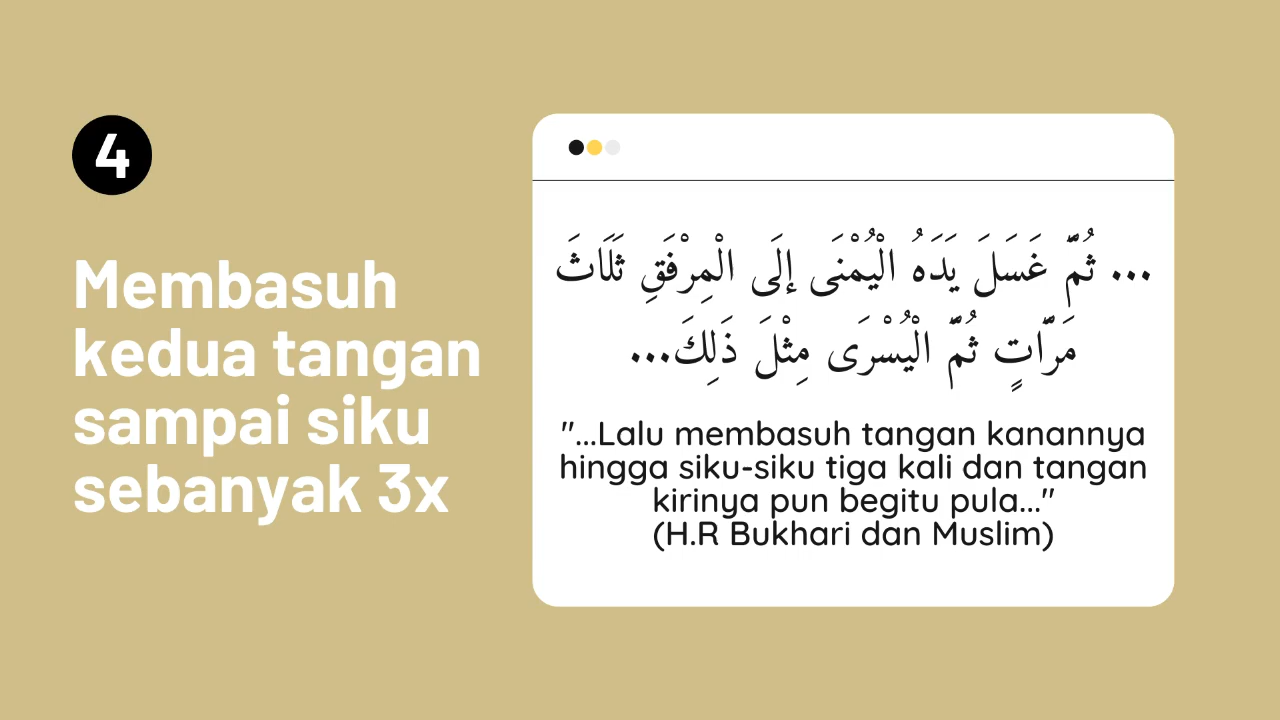 4
Membasuh
kedua tangan
sampai siku
sebanyak 3x
... ثُمَّ غَسَلَ يَدَهُ الْيُمْنَى إِلَى الْمِرْفَقِ ثَلَاثَ
مَرَّاتٍ ثُمَّ الْيُسْرَى مِثْلَ ذَلِكَ...
"...Lalu membasuh tangan kanannya
hingga siku-siku tiga kali dan tangan
kirinya pun begitu pula..."
(H.R Bukhari dan Muslim)